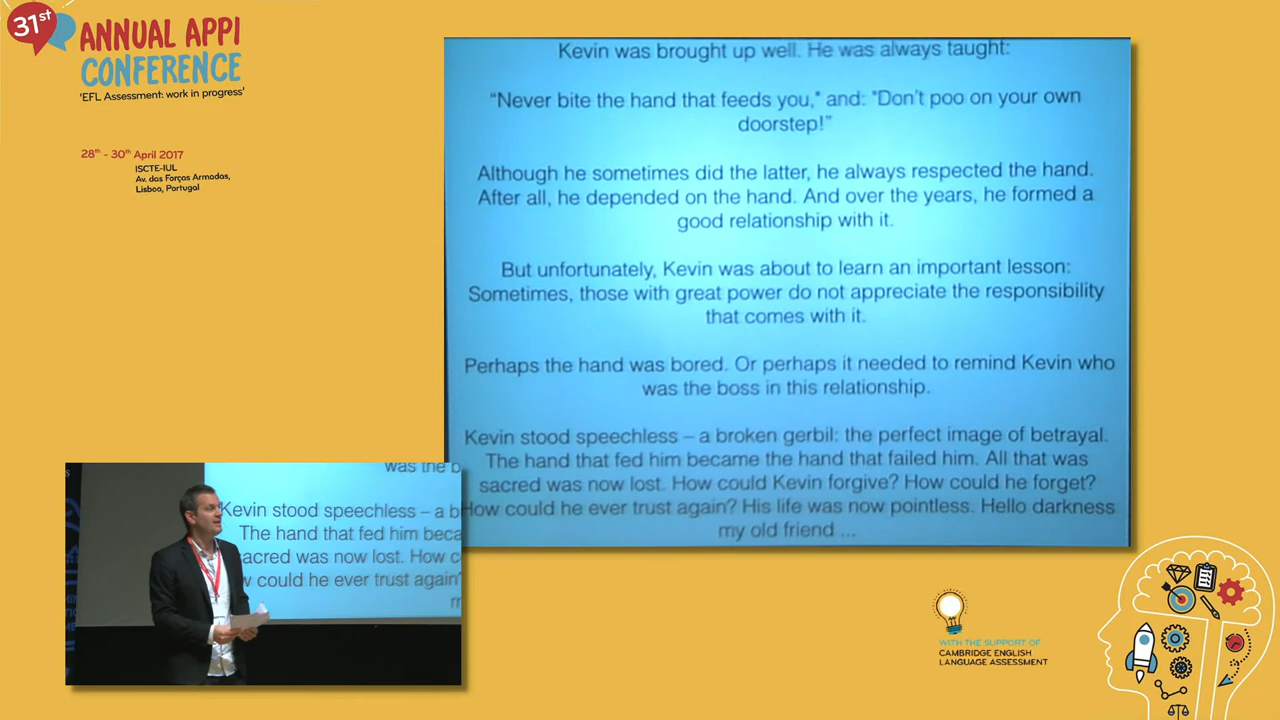 31st
ANNUAL APPI
CONFERENCE
'EFL Assessment: work in progress'
28th - 30th April 2017
ISCTE-IUL
Av. das Forças Armadas,
Lisboa, Portugal
Kevin was brought up well. He was always taught:
“Never bite the hand that feeds you," and: "Don't poo on your own
doorstep!”
Although he sometimes did the latter, he always respected the hand.
After all, he depended on the hand. And over the years, he formed a
good relationship with it.
But unfortunately, Kevin was about to learn an important lesson:
Sometimes, those with great power do not appreciate the responsibility
that comes with it.
Perhaps the hand was bored. Or perhaps it needed to remind Kevin who
was the boss in this relationship.
Kevin stood speechless – a broken gerbil: the perfect image of betrayal.
The hand that fed him became the hand that failed him. All that was
sacred was now lost. How could Kevin forgive? How could he forget?
How could he ever trust again? His life was now pointless. Hello darkness
my old friend ...
was the b
Kevin stood speechless – a b
The hand that fed him beca
sacred was now lost. How c
w could he ever trust again?
WITH THE SUPPORT OF
CAMBRIDGE ENGLISH
LANGUAGE ASSESSMENT